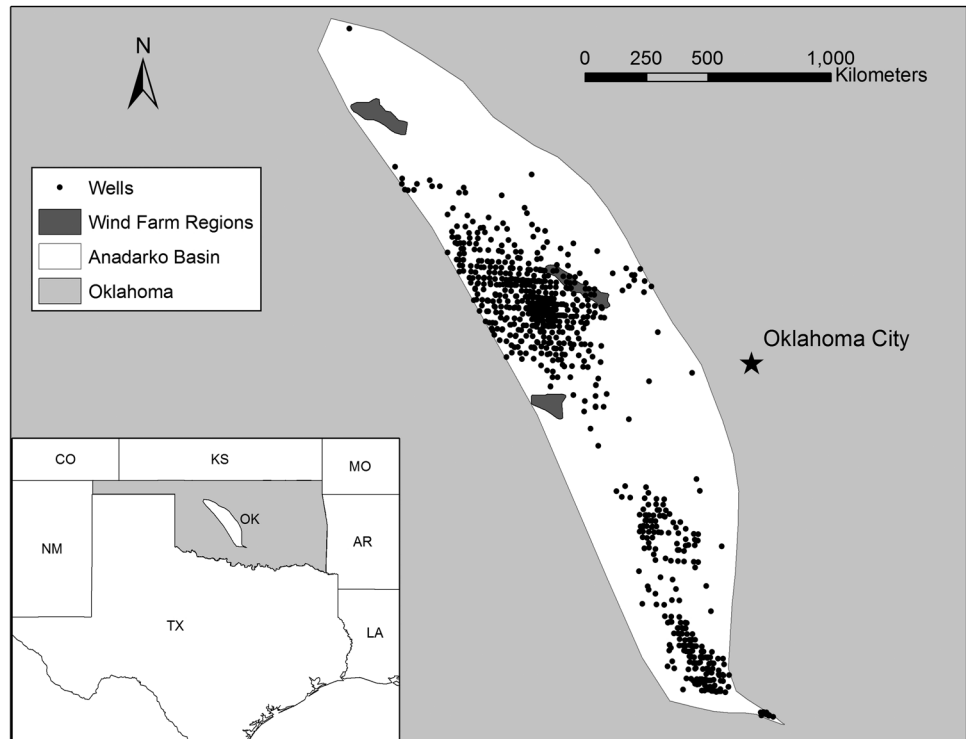 N
0 250 500 1,000
Kilometers
Wells
Wind Farm Regions
Anadarko Basin
Oklahoma
Oklahoma City
CO
KS
MO
OK
NM
AR
TX
LA